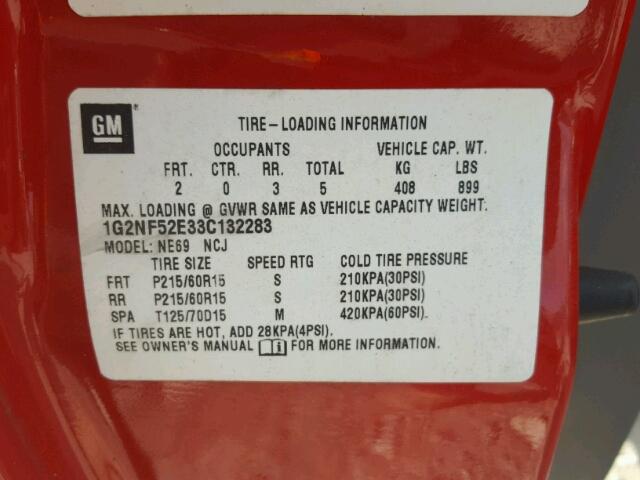 GM ®
TIRE-LOADING INFORMATION
OCCUPANTS VEHICLE CAP. WT.
FRT. CTR. RR. TOTAL KG LBS
2 0 3 5 408 899
MAX. LOADING @ GVWR SAME AS VEHICLE CAPACITY WEIGHT.
1G2NF52E33C132283
MODEL: NE69 NCJ
TIRE SIZE SPEED RTG COLD TIRE PRESSURE
FRT P215/60R15 S 210KPA(30PSI)
RR P215/60R15 S 210KPA(30PSI)
SPA T125/70D15 M 420KPA(60PSI).
IF TIRES ARE HOT, ADD 28KPA(4PSI).
SEE OWNER'S MANUAL i FOR MORE INFORMATION.